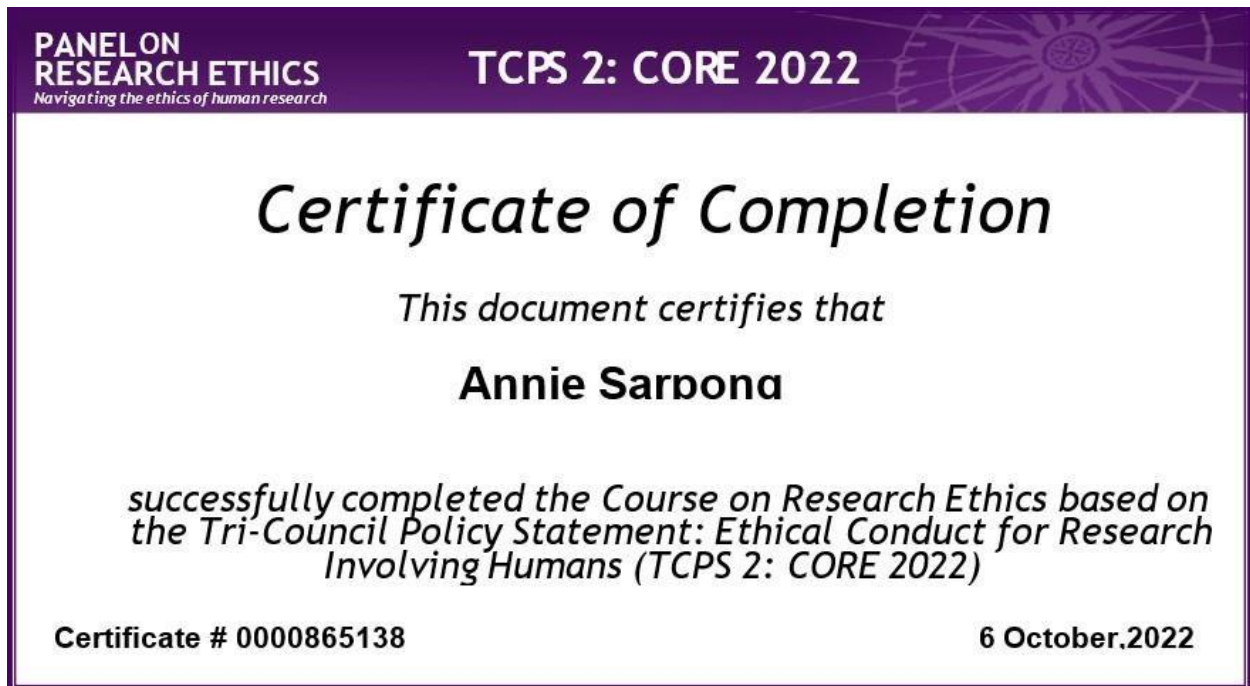 PANEL ON
RESEARCH ETHICS
Navigating the ethics of human research
TCPS 2: CORE 2022
Certificate of Completion
This document certifies that
Annie Sarpong
successfully completed the Course on Research Ethics based on
the Tri-Council Policy Statement: Ethical Conduct for Research
Involving Humans (TCPS 2: CORE 2022)
Certificate # 0000865138
6 October,2022